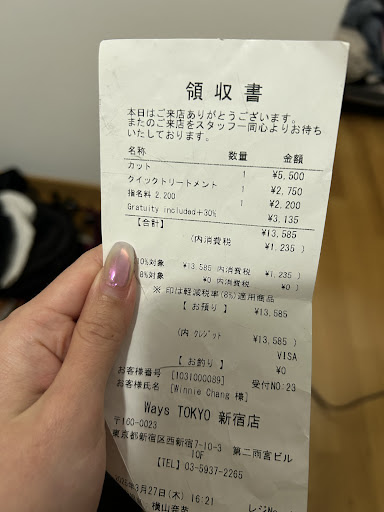 領収書
本日はご来店ありがとうございます。
またのご来店をスタッフ一同心よりお待ち
いたしております。
名称 数量 金額
カット 1 ¥5,500
クイックトリートメント 1 ¥2,750
指名料 2,200 1 ¥2,200
Gratuity included+30% ¥3,135
【合計】 ¥13,585
(内消費税 ¥1,235 )
10%対象 ¥13,585 内消費税 ¥1,235 )
8%対象 ¥0 内消費税 ¥0 )
※ 印は軽減税率(8%)適用商品
【 お預り 】 ¥13,585
(内 クレジット ¥13,585 )
VISA
【 お釣り 】 ¥0
お客様番号 [1031000089] 受付NO:23
お客様氏名 [Winnie Chang 様]
Ways TOKYO 新宿店
〒160-0023
東京都新宿区西新宿7-10-3 第二雨宮ビル
10F
【TEL】03-5937-2265
年3月27日(木) 16:21 レジNo
横山